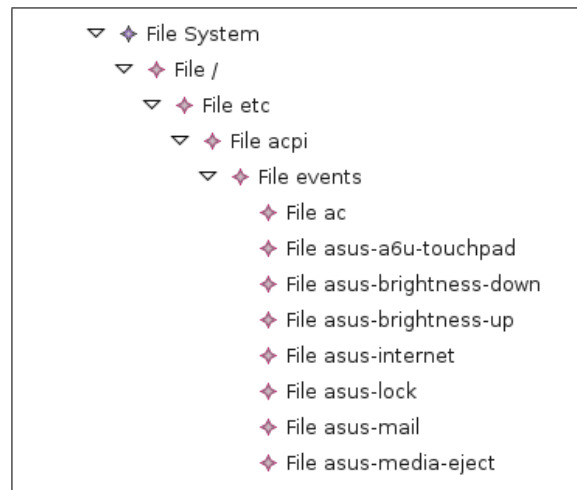 File System
File /
File etc
File acpi
File events
File ac
File asus-a6u-touchpad
File asus-brightness-down
File asus-brightness-up
File asus-internet
File asus-lock
File asus-mail
File asus-media-eject